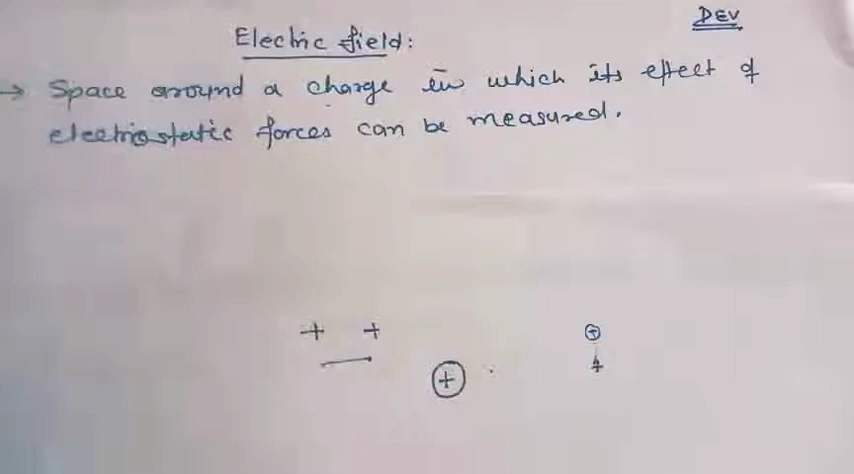 DEV
Electric field:
→ Space around a charge in which its effect of
electrostatic forces can be measured.
+ +
+
+